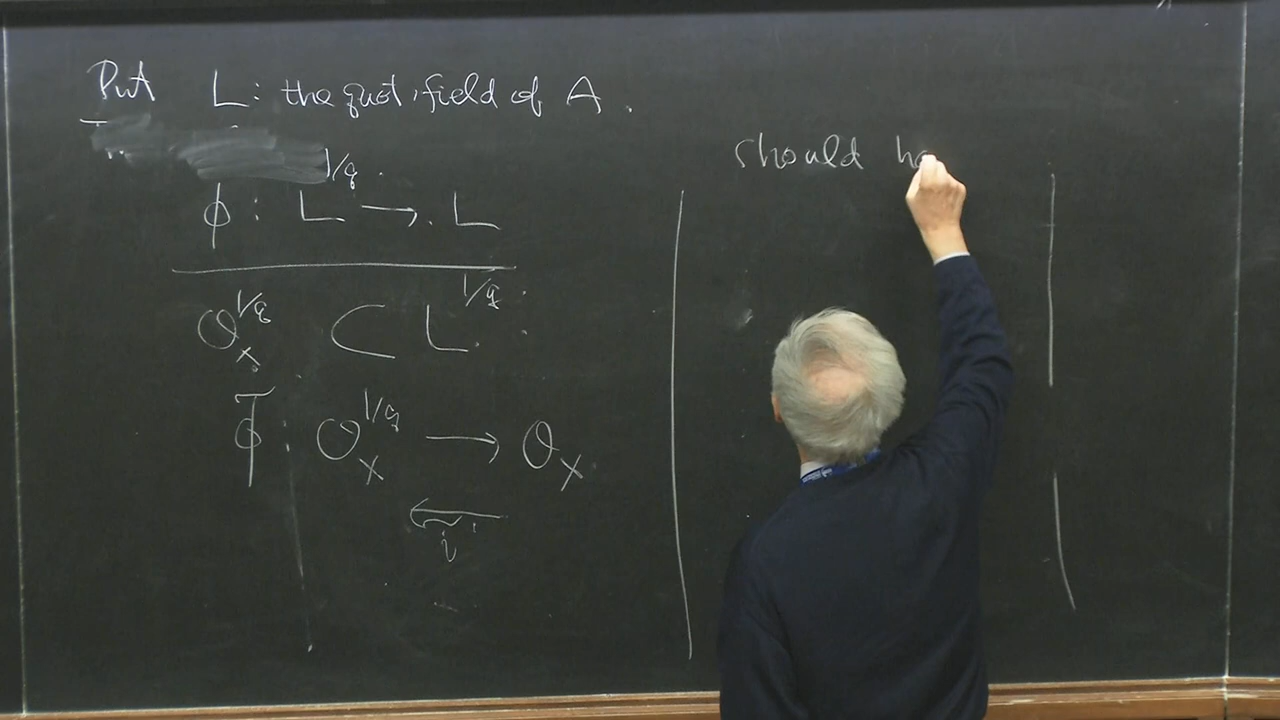 Put L: the quot. field of A.
φ : L^{1/q} → L
O_X^{1/q} ⊂ L^{1/q}
φ̄ : O_X^{1/q} → O_X
← i
should ha